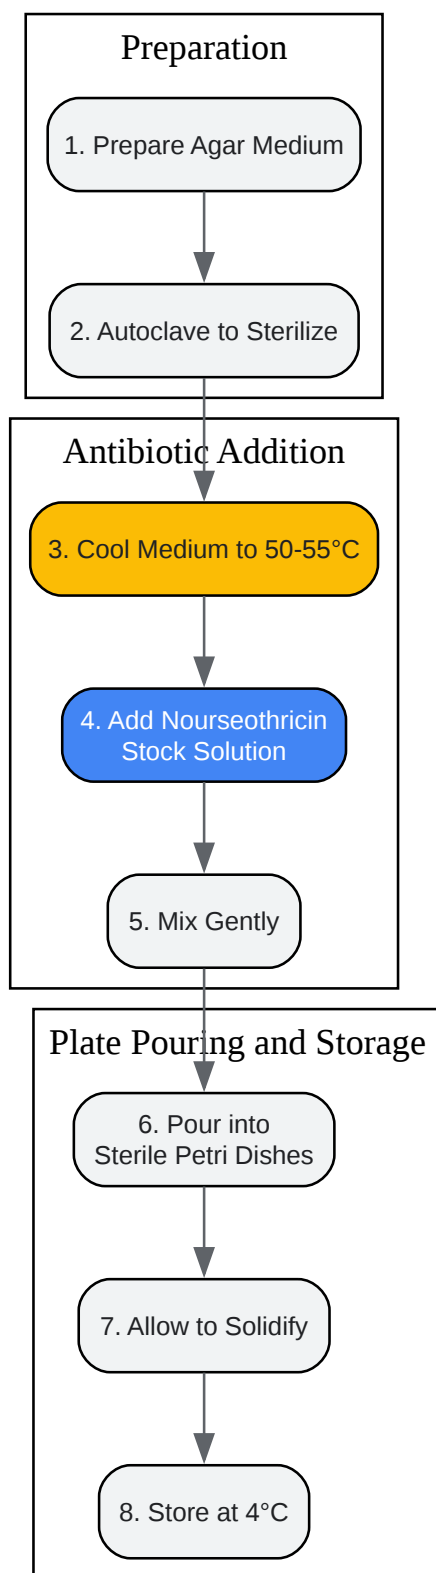 Preparation
1. Prepare Agar Medium
2. Autoclave to Sterilize
Antibiotic Addition
3. Cool Medium to 50-55°C
4. Add Nourseothricin
Stock Solution
5. Mix Gently
Plate Pouring and Storage
6. Pour into
Sterile Petri Dishes
7. Allow to Solidify
8. Store at 4°C